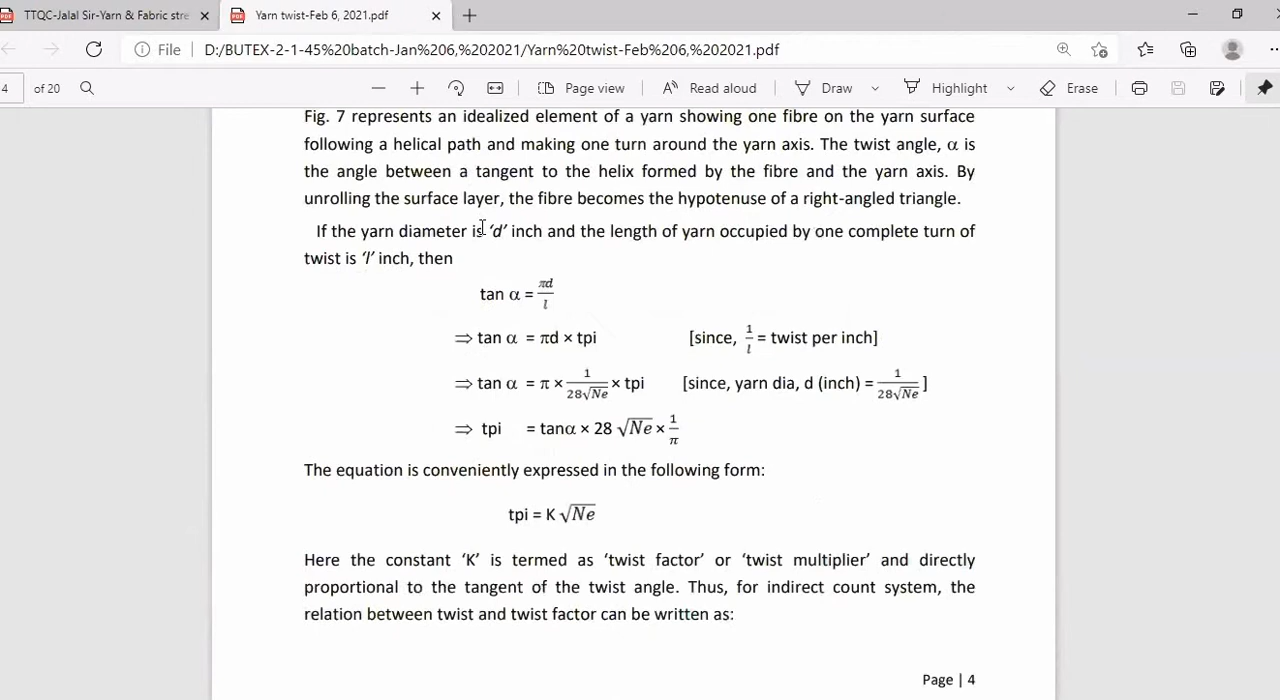 TTQC-Jalal Sir-Yarn & Fabric stre
Yarn twist-Feb 6, 2021.pdf
File D:/BUTEX-2-1-45%20batch-Jan%206,%202021/Yarn%20twist-Feb%206,%202021.pdf
4 of 20 Page view Read aloud Draw Highlight Erase
Fig. 7 represents an idealized element of a yarn showing one fibre on the yarn surface
following a helical path and making one turn around the yarn axis. The twist angle, α is
the angle between a tangent to the helix formed by the fibre and the yarn axis. By
unrolling the surface layer, the fibre becomes the hypotenuse of a right-angled triangle.
If the yarn diameter is ‘d’ inch and the length of yarn occupied by one complete turn of
twist is ‘l’ inch, then
tan α = πd/l
⇒ tan α = πd × tpi [since, 1/l = twist per inch]
⇒ tan α = π × 1/28√Ne × tpi [since, yarn dia, d (inch) = 1/28√Ne ]
⇒ tpi = tanα × 28 √Ne × 1/π
The equation is conveniently expressed in the following form:
tpi = K √Ne
Here the constant ‘K’ is termed as ‘twist factor’ or ‘twist multiplier’ and directly
proportional to the tangent of the twist angle. Thus, for indirect count system, the
relation between twist and twist factor can be written as:
Page | 4